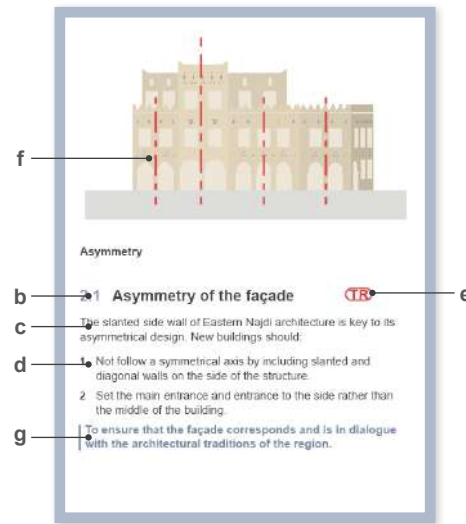 f
Asymmetry
b 2.1 Asymmetry of the façade TR e
c The slanted side wall of Eastern Najdi architecture is key to its
asymmetrical design. New buildings should:
d 1 Not follow a symmetrical axis by including slanted and
diagonal walls on the side of the structure.
2 Set the main entrance and entrance to the side rather than
the middle of the building.
g To ensure that the façade corresponds and is in dialogue
with the architectural traditions of the region.